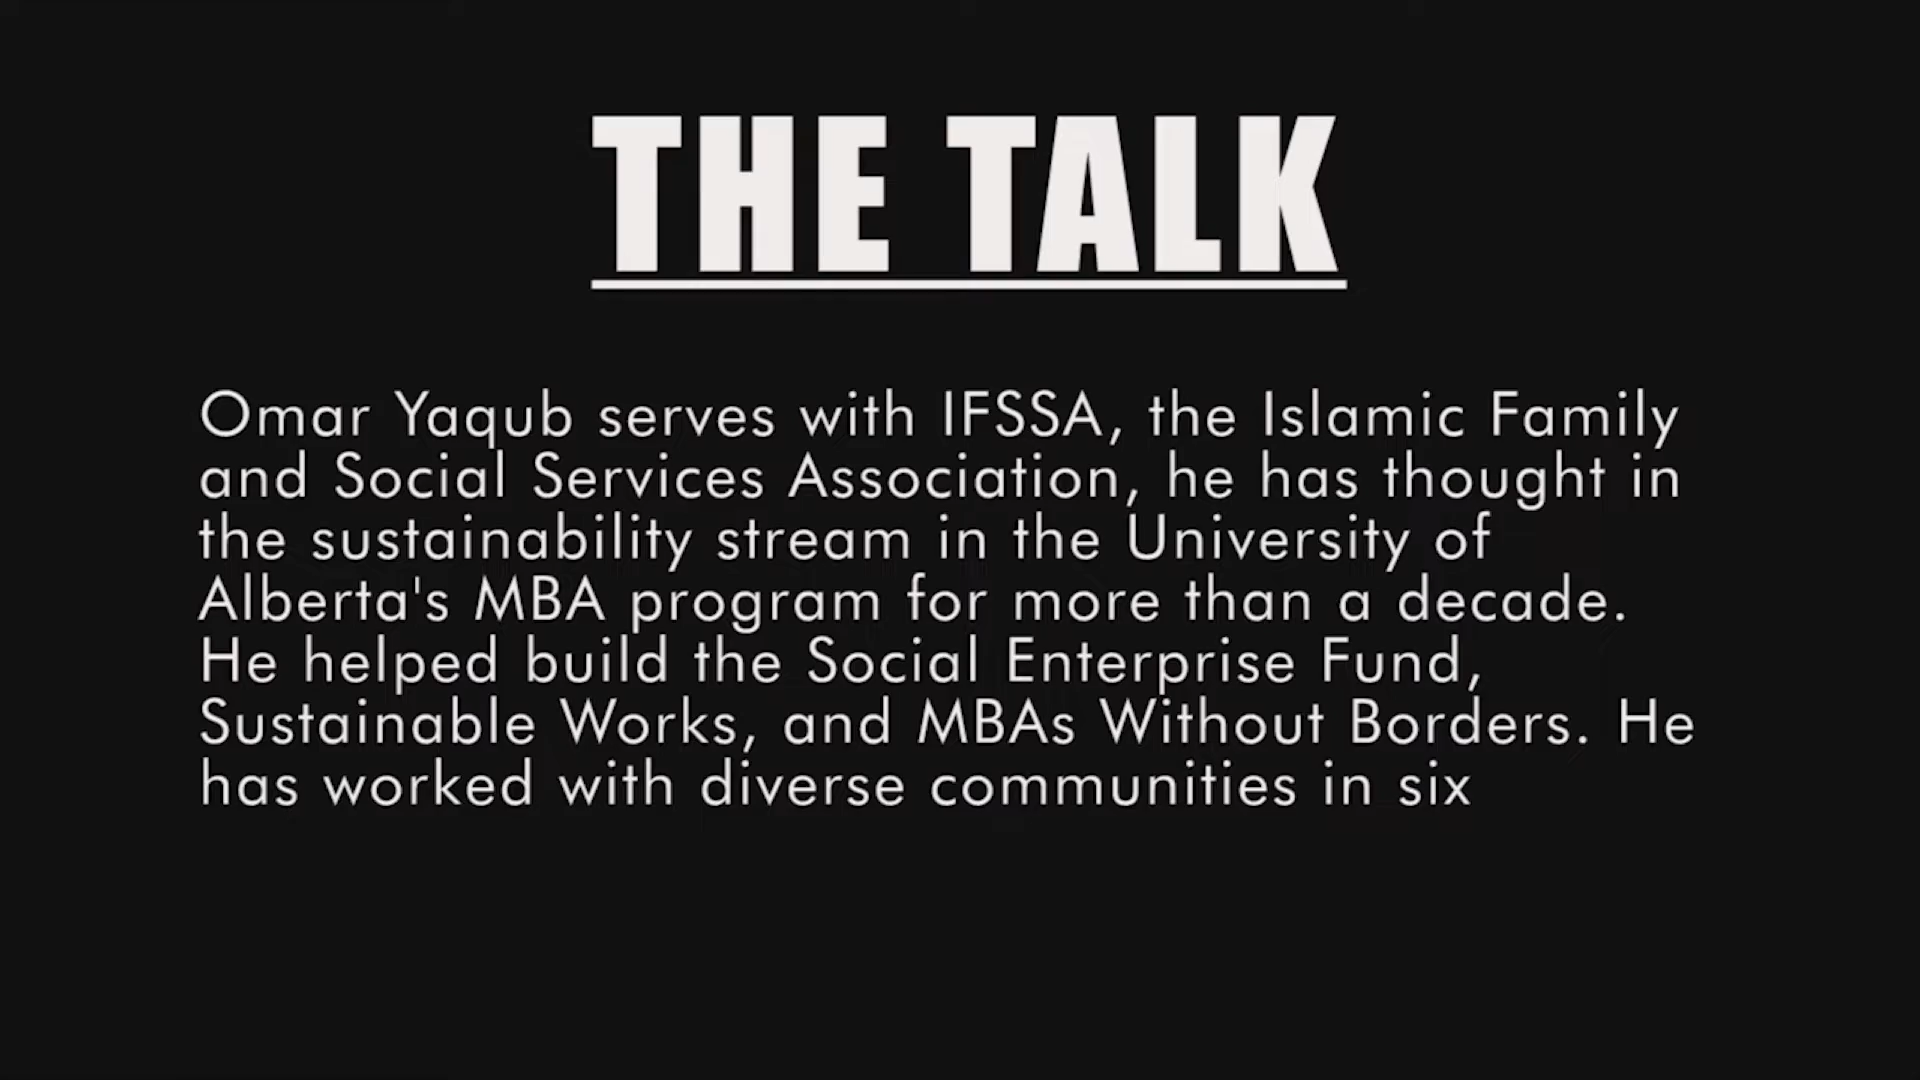 THE TALK
Omar Yaqub serves with IFSSA, the Islamic Family
and Social Services Association, he has thought in
the sustainability stream in the University of
Alberta's MBA program for more than a decade.
He helped build the Social Enterprise Fund,
Sustainable Works, and MBAs Without Borders. He
has worked with diverse communities in six